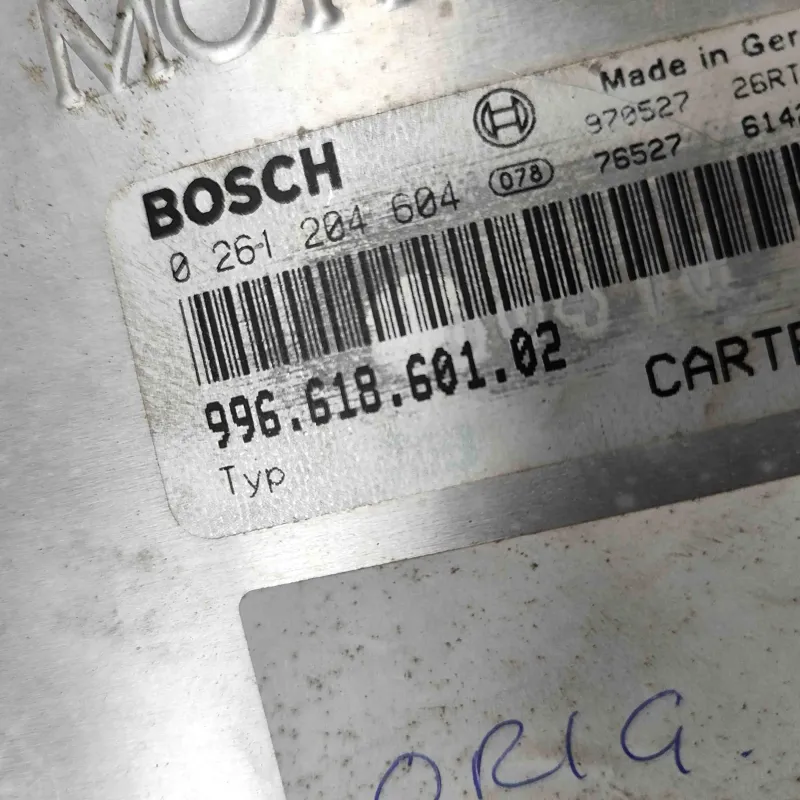 Made in Ger
970527 26RT
76527 6142
BOSCH
0 261 204 604 078
996.618.601.02
CARTE
Typ
ORIG.